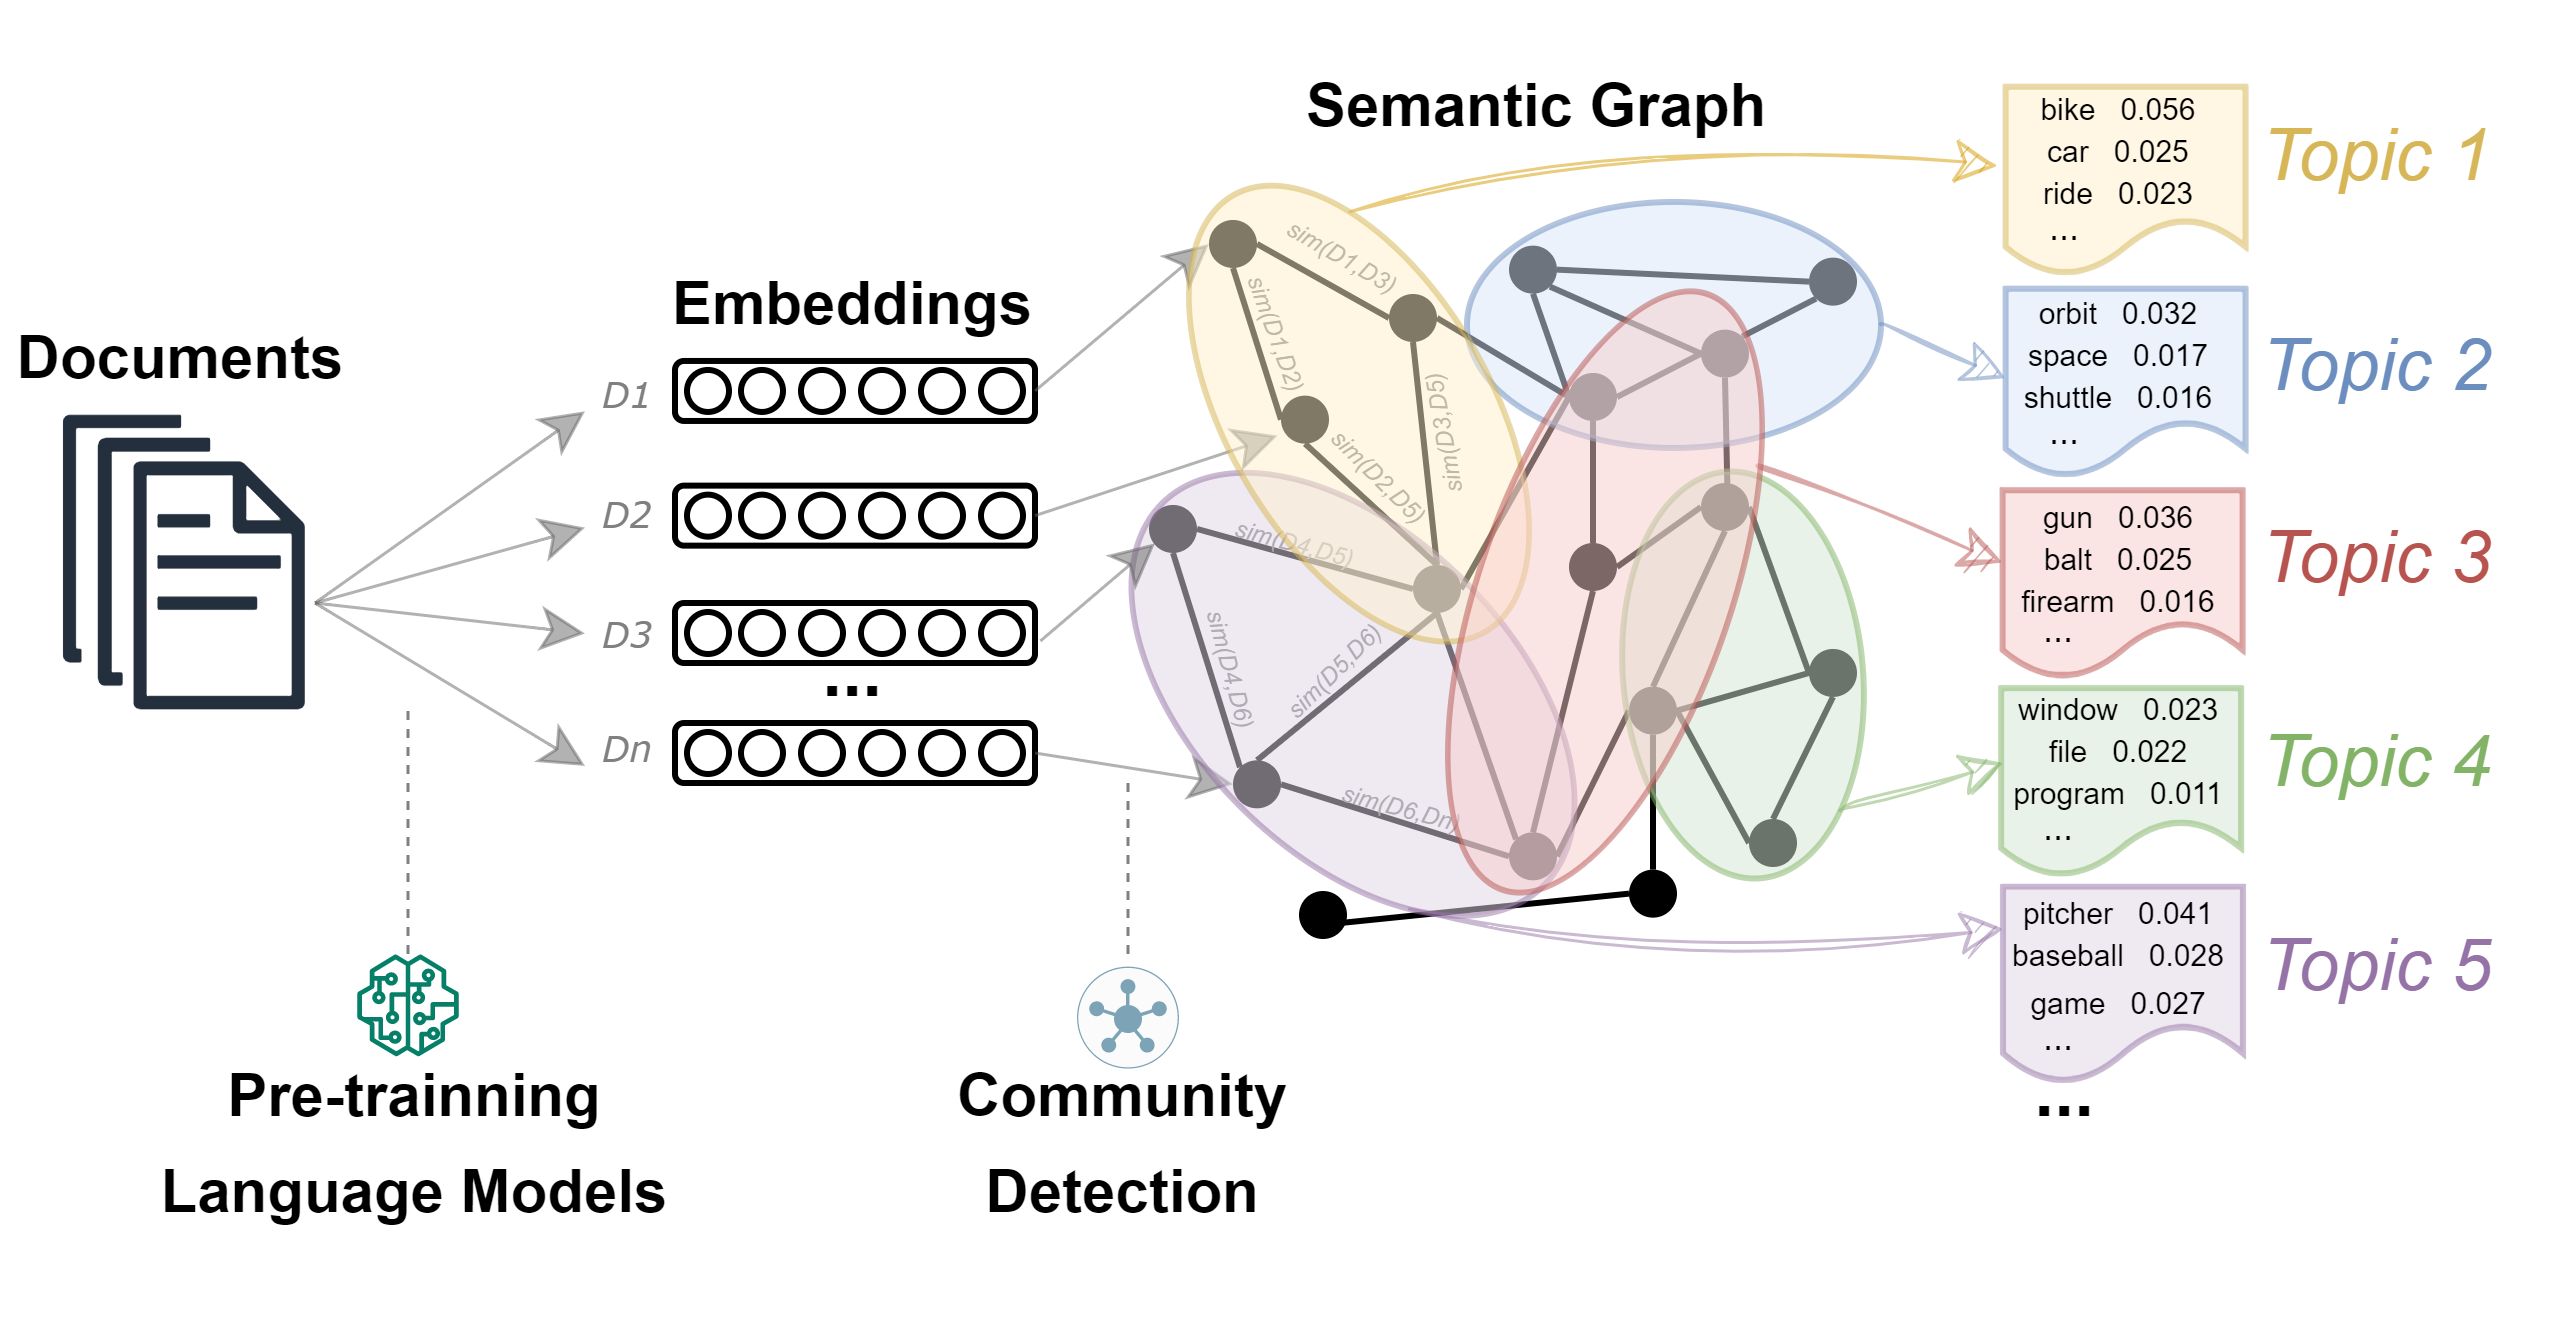 Documents
Embeddings
D1
D2
D3
...
Dn
Pre-trainning
Language Models
Community
Detection
Semantic Graph
sim(D1,D3)
sim(D1,D2)
sim(D3,D5)
sim(D2,D5)
sim(D4,D5)
sim(D4,D6)
sim(D5,D6)
sim(D6,Dn)
bike 0.056
car 0.025
ride 0.023
...
Topic 1
orbit 0.032
space 0.017
shuttle 0.016
...
Topic 2
gun 0.036
balt 0.025
firearm 0.016
...
Topic 3
window 0.023
file 0.022
program 0.011
...
Topic 4
pitcher 0.041
baseball 0.028
game 0.027
...
Topic 5
...